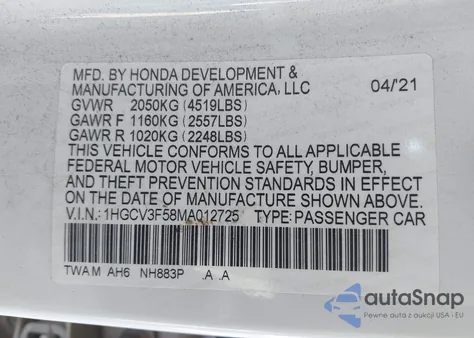 MFD. BY HONDA DEVELOPMENT &
MANUFACTURING OF AMERICA, LLC 04/21
GVWR 2050KG (4519LBS)
GAWR F 1160KG (2557LBS)
GAWR R 1020KG (2248LBS)
THIS VEHICLE CONFORMS TO ALL APPLICABLE
FEDERAL MOTOR VEHICLE SAFETY, BUMPER,
AND THEFT PREVENTION STANDARDS IN EFFECT
ON THE DATE OF MANUFACTURE SHOWN ABOVE.
V.I.N.: 1HGCV3F58MA012725 TYPE: PASSENGER CAR
TWA M AH6 NH883P .A .A
autoSnap
Pewne auta z USA i EU